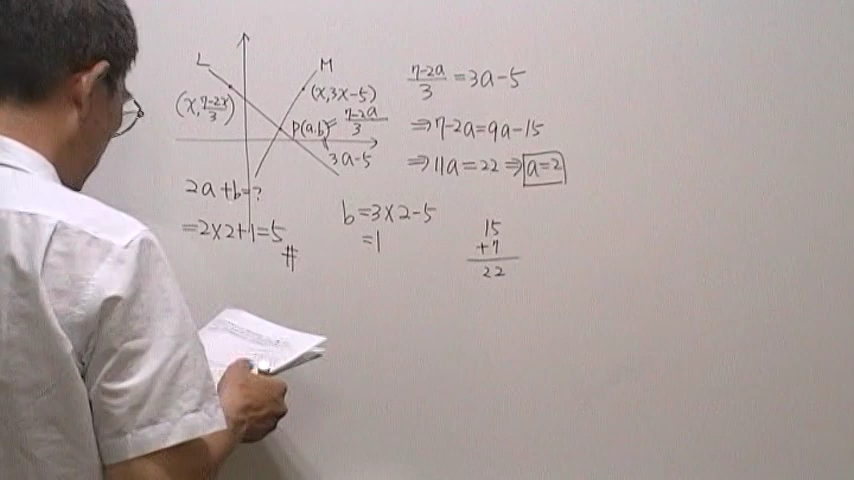 L
M
(x, 7-2x/3)
(x, 3x-5)
P(a,b) = 7-2a/3
3a-5
2a+b=?
=2×2+1=5
#
b=3×2-5
=1
7-2a/3 = 3a-5
⇒7-2a=9a-15
⇒11a=22⇒a=2
15
+7
22